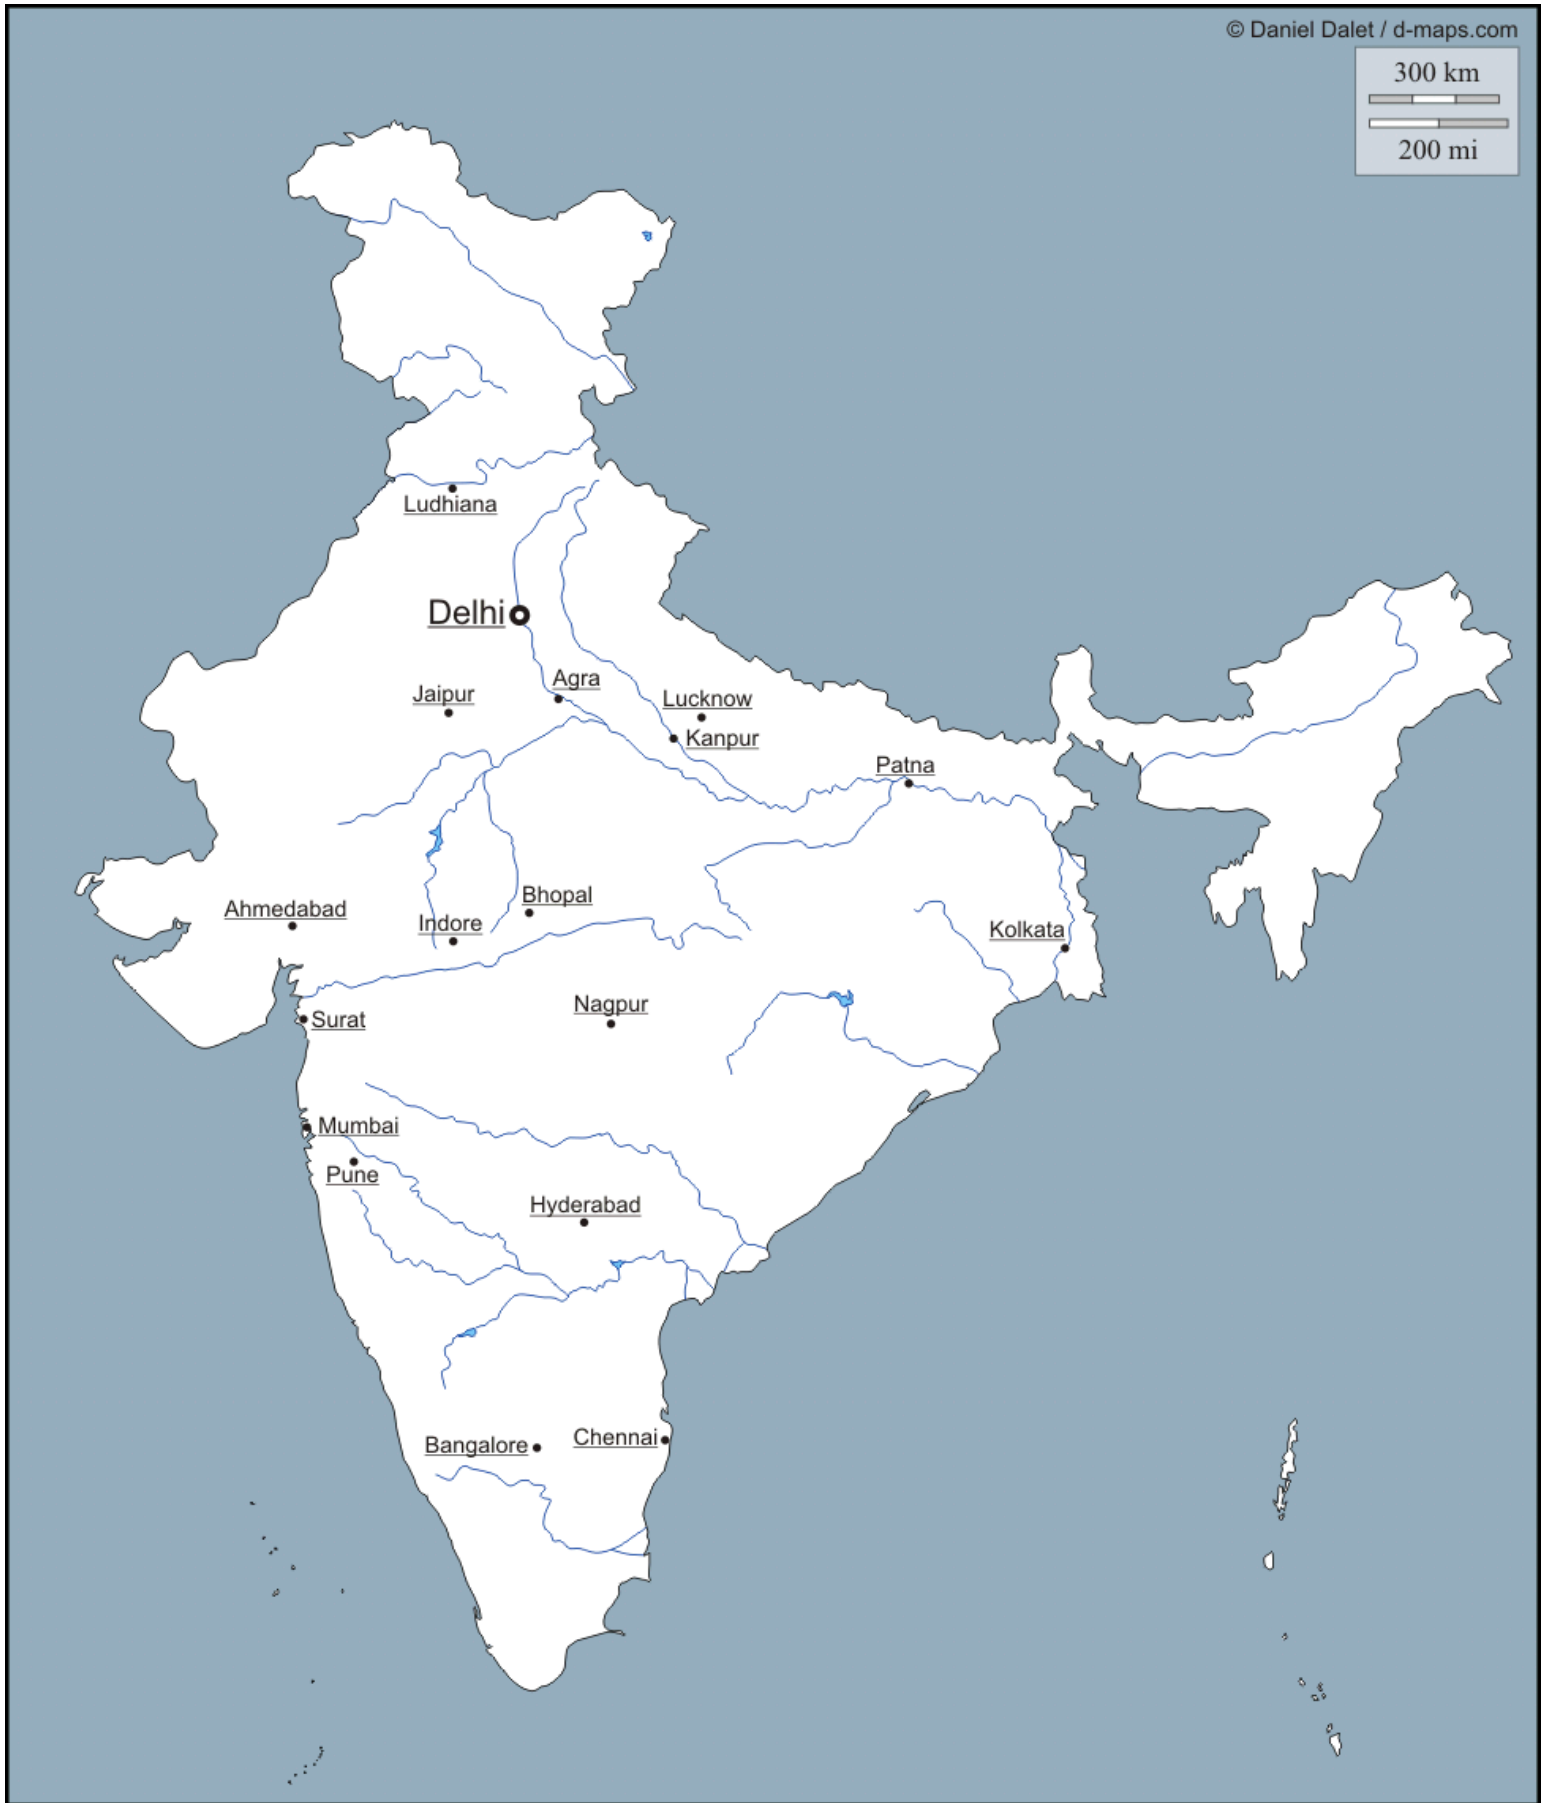 © Daniel Dalet / d-maps.com
300 km
200 mi
Ludhiana
Delhi
Agra
Jaipur
Lucknow
Kanpur
Patna
Bhopal
Ahmedabad
Indore
Kolkata
Nagpur
Surat
Mumbai
Pune
Hyderabad
Chennai
Bangalore